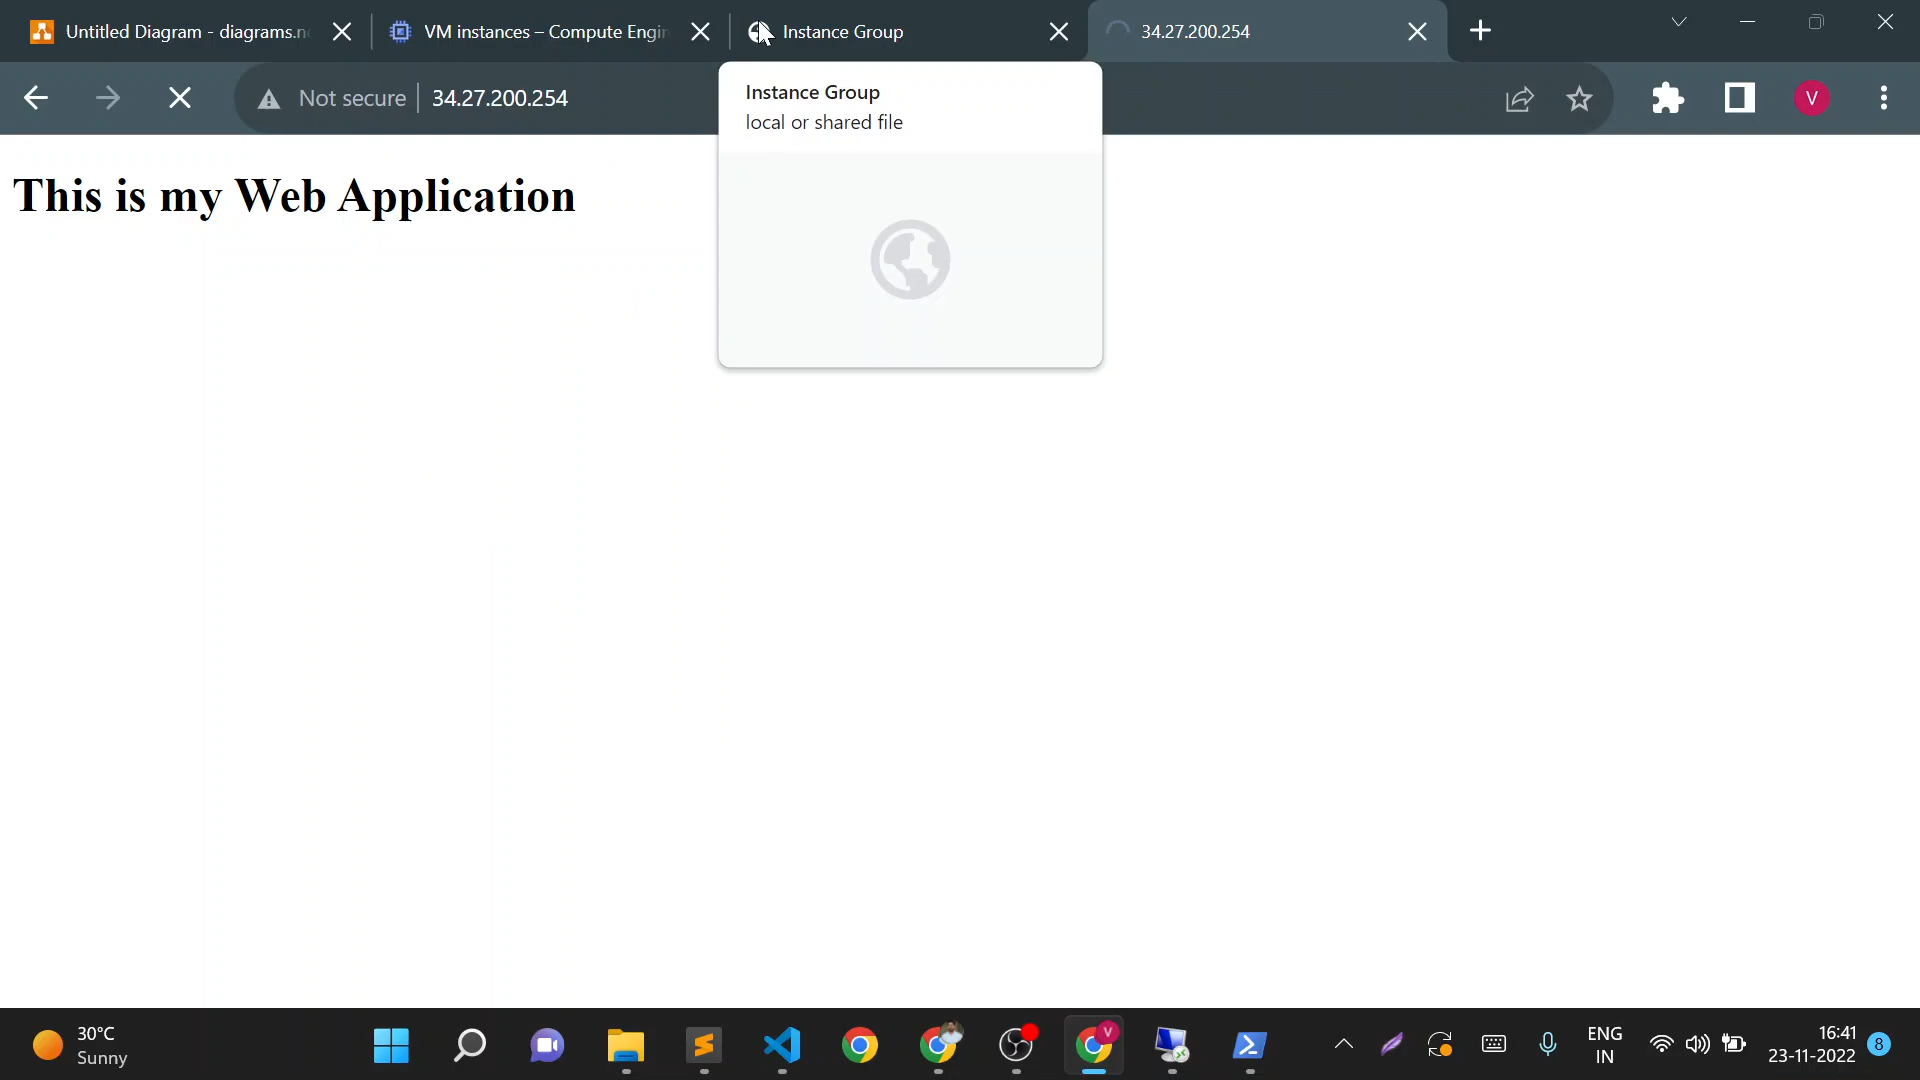 Untitled Diagram - diagrams.n
VM instances – Compute Engin
Instance Group
34.27.200.254
Not secure
34.27.200.254
V
Instance Group
local or shared file
This is my Web Application
30°C
Sunny
V
ENG
IN
16:41
23-11-2022
8